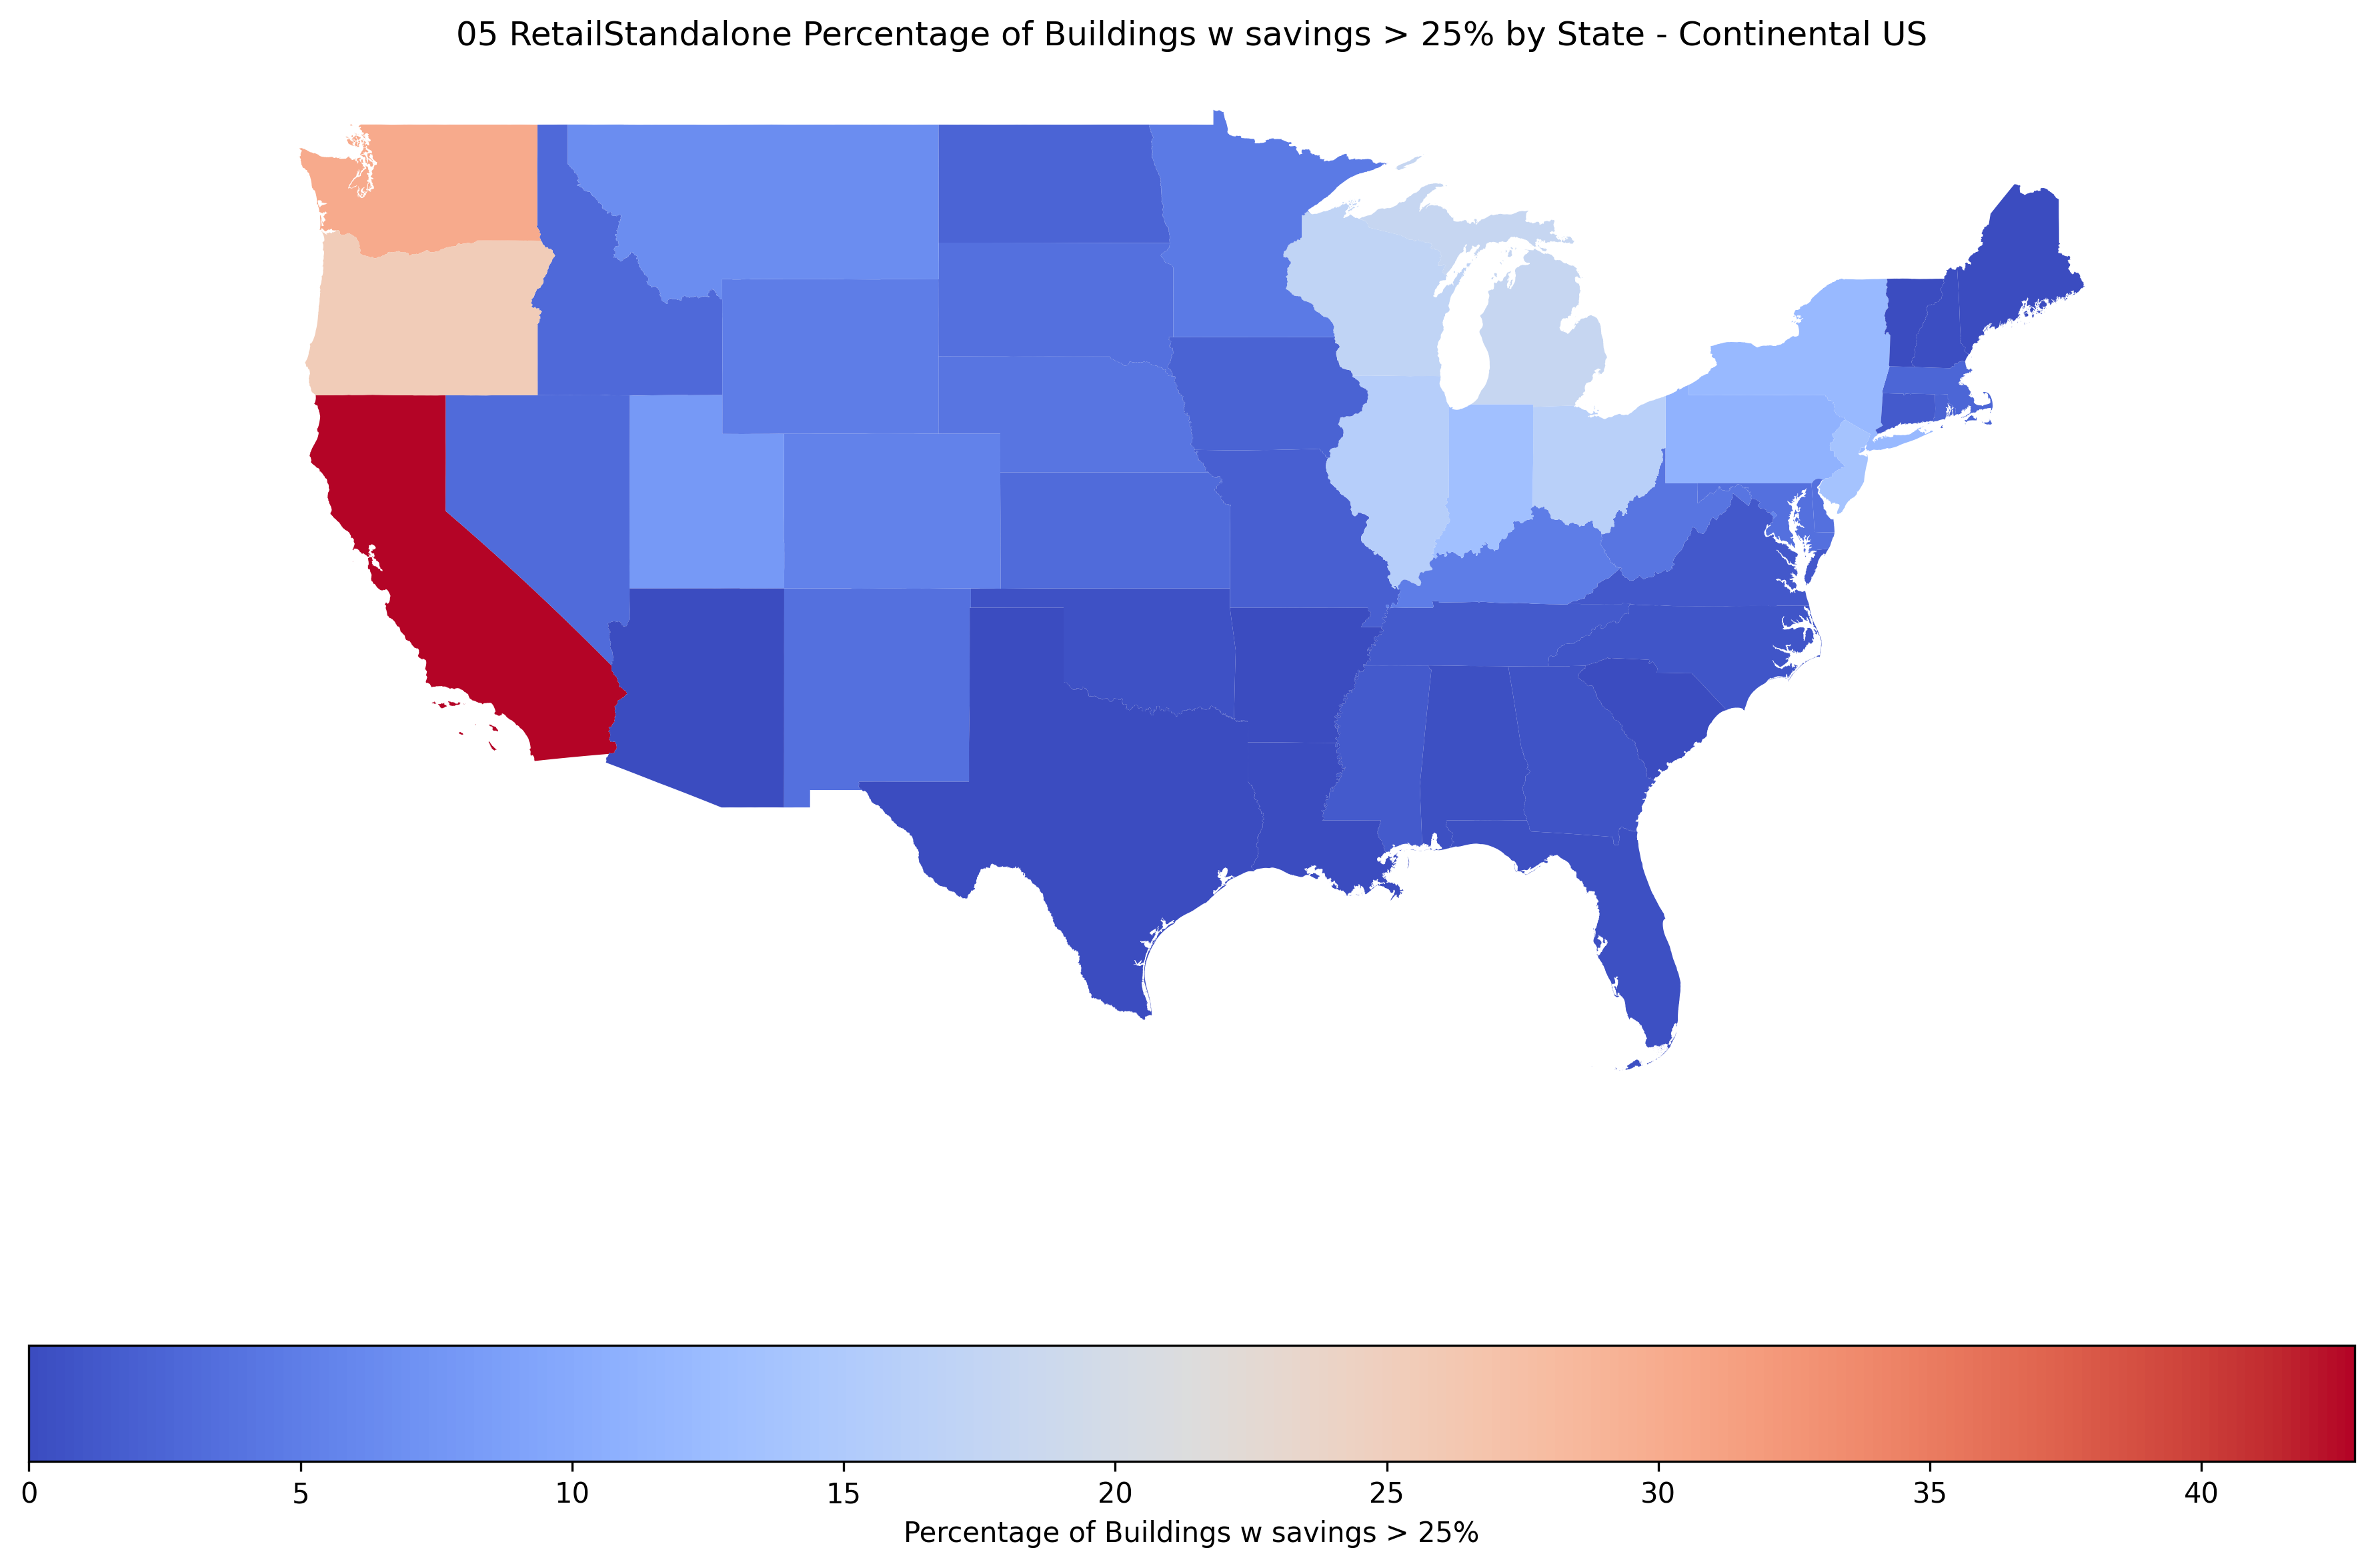 05 RetailStandalone Percentage of Buildings w savings > 25% by State - Continental US
0 5 10 15 20 25 30 35 40
Percentage of Buildings w savings > 25%